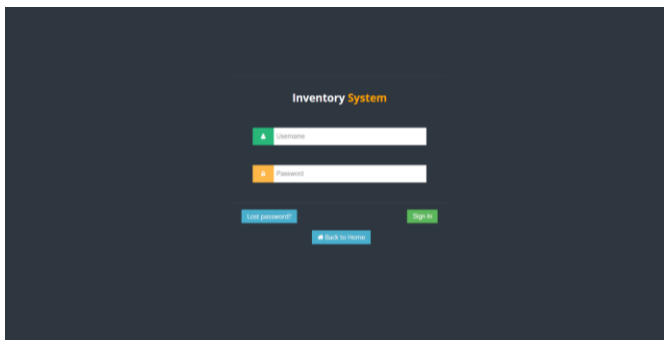 Inventory System
Username
Password
Lost password?
Sign In
Back to Home